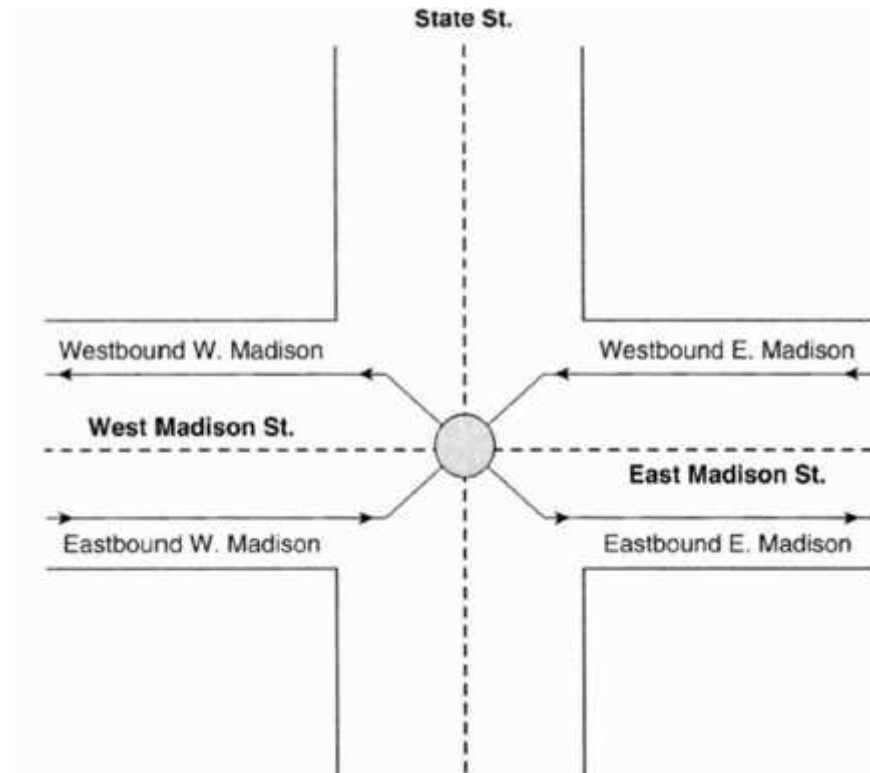 State St.
Westbound W. Madison
Westbound E. Madison
West Madison St.
East Madison St.
Eastbound W. Madison
Eastbound E. Madison